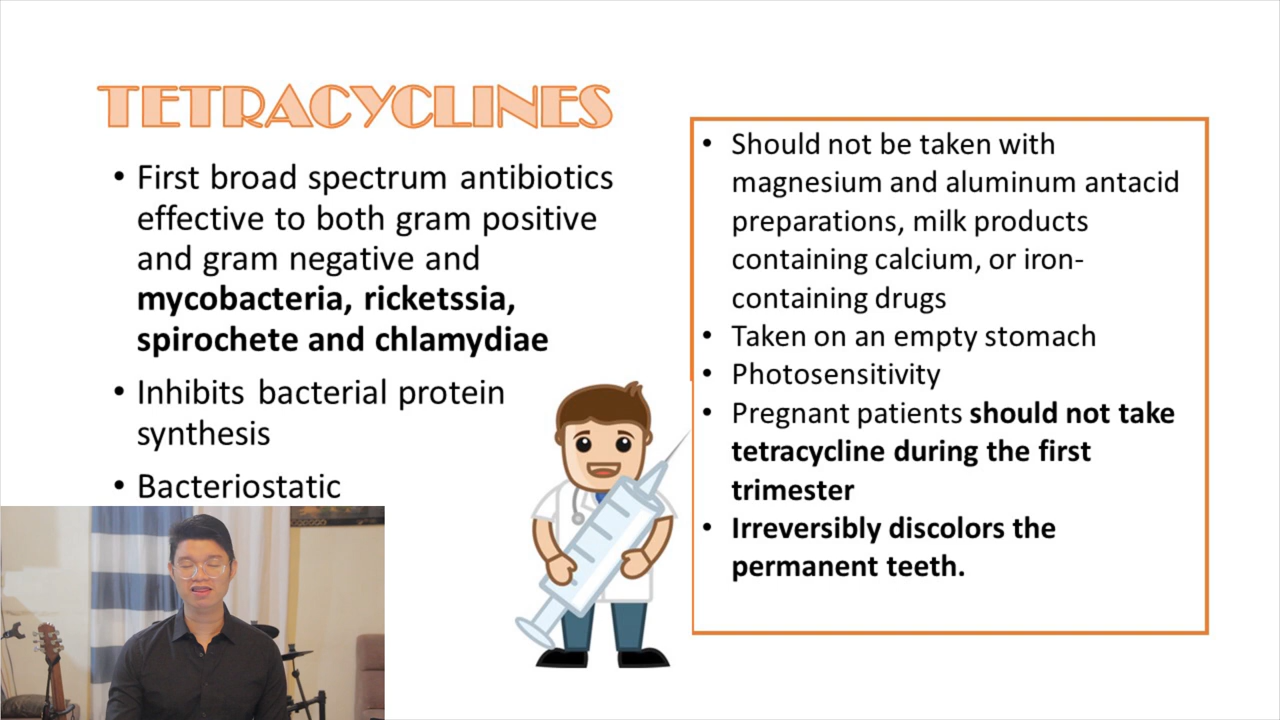 TETRACYCLINES
• First broad spectrum antibiotics
effective to both gram positive
and gram negative and
mycobacteria, ricketssia,
spirochete and chlamydiae
• Inhibits bacterial protein
synthesis
• Bacteriostatic
• Should not be taken with
magnesium and aluminum antacid
preparations, milk products
containing calcium, or iron-
containing drugs
• Taken on an empty stomach
• Photosensitivity
• Pregnant patients should not take
tetracycline during the first
trimester
• Irreversibly discolors the
permanent teeth.